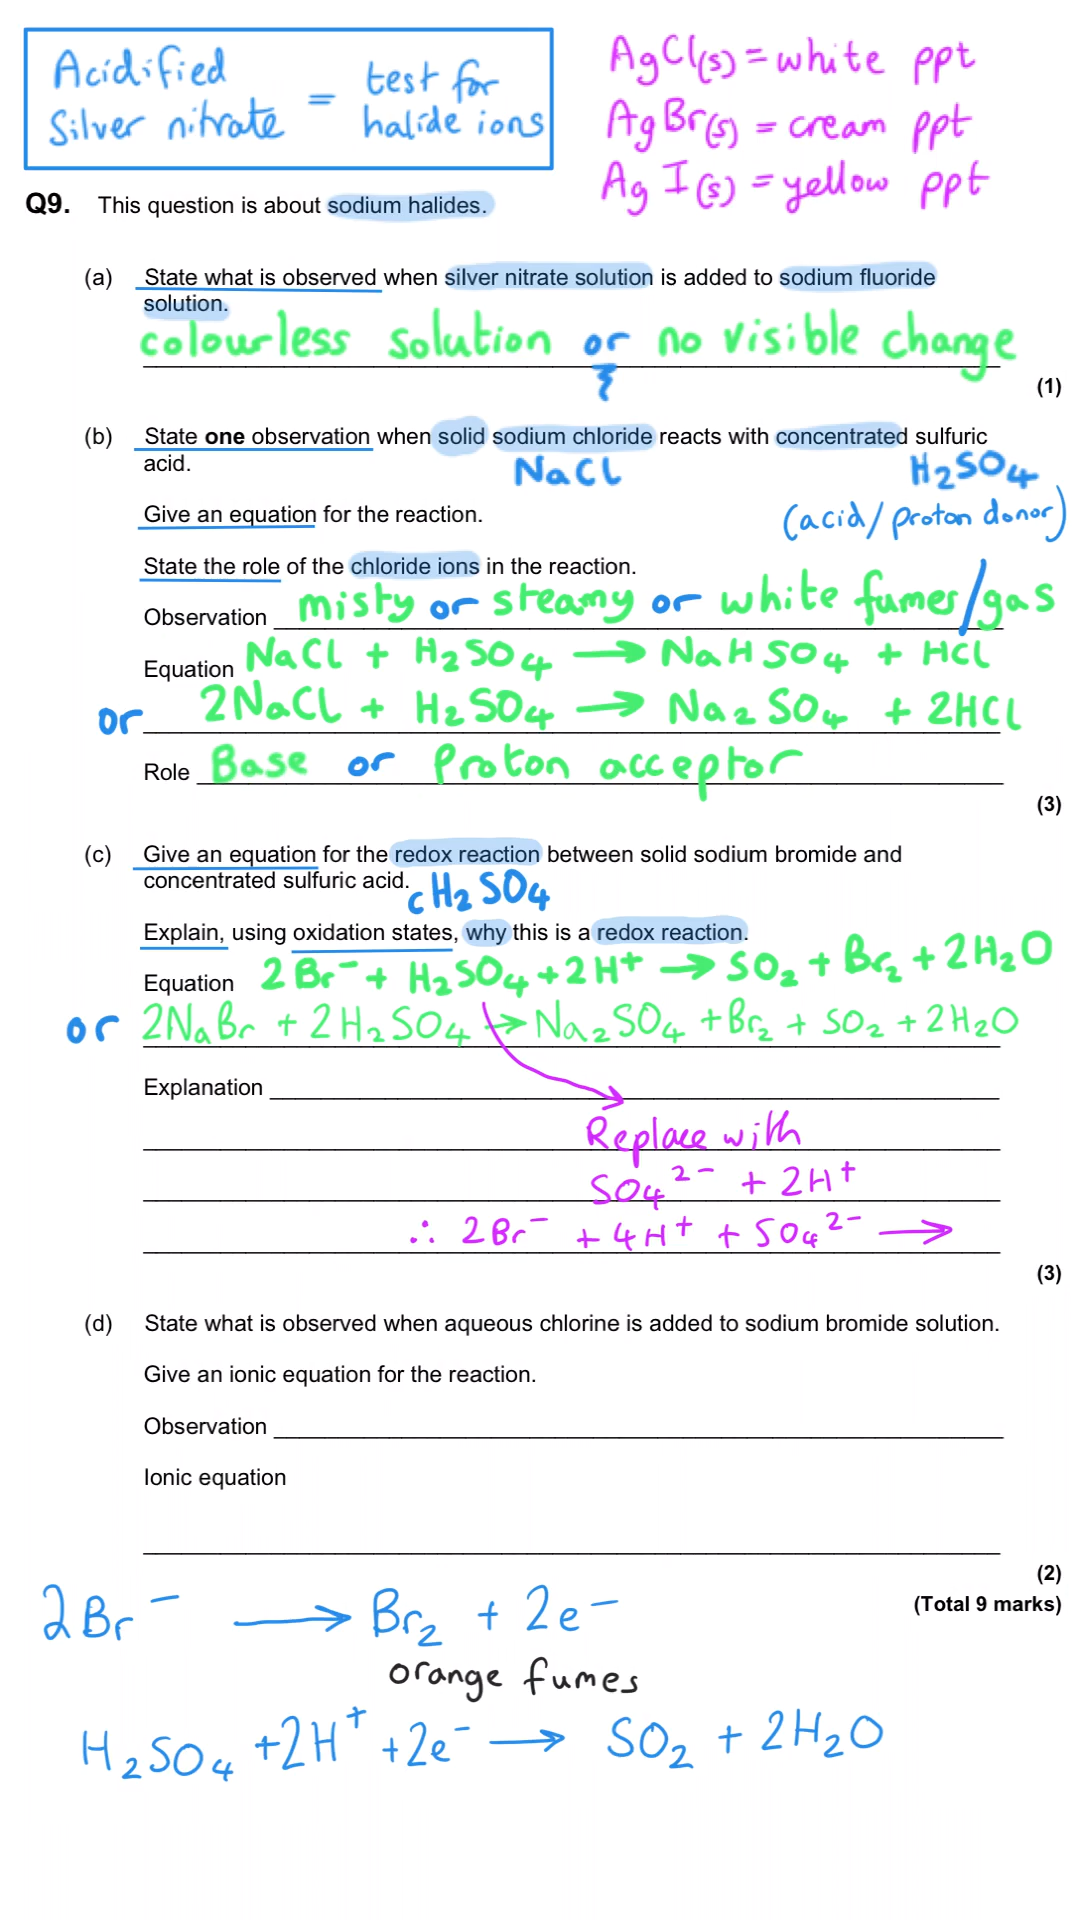 Acidified Silver nitrate = test for halide ions
AgCl(s) = white ppt
AgBr(s) = cream ppt
AgI(s) = yellow ppt
Q9. This question is about sodium halides.
(a) State what is observed when silver nitrate solution is added to sodium fluoride
solution.
colourless solution or no visible change
(1)
(b) State one observation when solid sodium chloride reacts with concentrated sulfuric
acid.
NaCl H₂SO₄
Give an equation for the reaction.
(acid/proton donor)
State the role of the chloride ions in the reaction.
Observation misty or steamy or white fumes/gas
Equation NaCl + H₂SO₄ → NaHSO₄ + HCl
or 2NaCl + H₂SO₄ → Na₂SO₄ + 2HCl
Role Base or Proton acceptor
(3)
(c) Give an equation for the redox reaction between solid sodium bromide and
concentrated sulfuric acid.
cH₂SO₄
Explain, using oxidation states, why this is a redox reaction.
Equation 2Br⁻ + H₂SO₄ + 2H⁺ → SO₂ + Br₂ + 2H₂O
or 2NaBr + 2H₂SO₄ → Na₂SO₄ + Br₂ + SO₂ + 2H₂O
Explanation
Replace with
SO₄²⁻ + 2H⁺
∴ 2Br⁻ + 4H⁺ + SO₄²⁻ →
(3)
(d) State what is observed when aqueous chlorine is added to sodium bromide solution.
Give an ionic equation for the reaction.
Observation
Ionic equation
(2)
(Total 9 marks)
2Br⁻ → Br₂ + 2e⁻
orange fumes
H₂SO₄ + 2H⁺ + 2e⁻ → SO₂ + 2H₂O